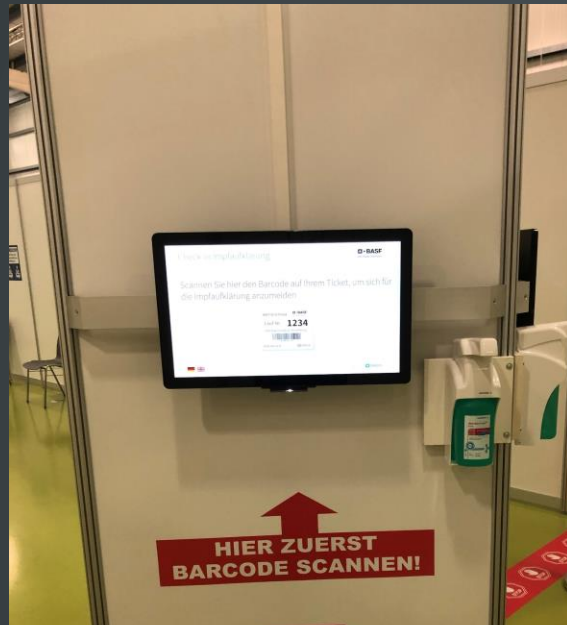 Check-in Impfaufklärung
BASF
Scannen Sie hier den Barcode auf Ihrem Ticket, um sich für
die Impfaufklärung anzumelden
BASF
1234
HIER ZUERST
BARCODE SCANNEN!